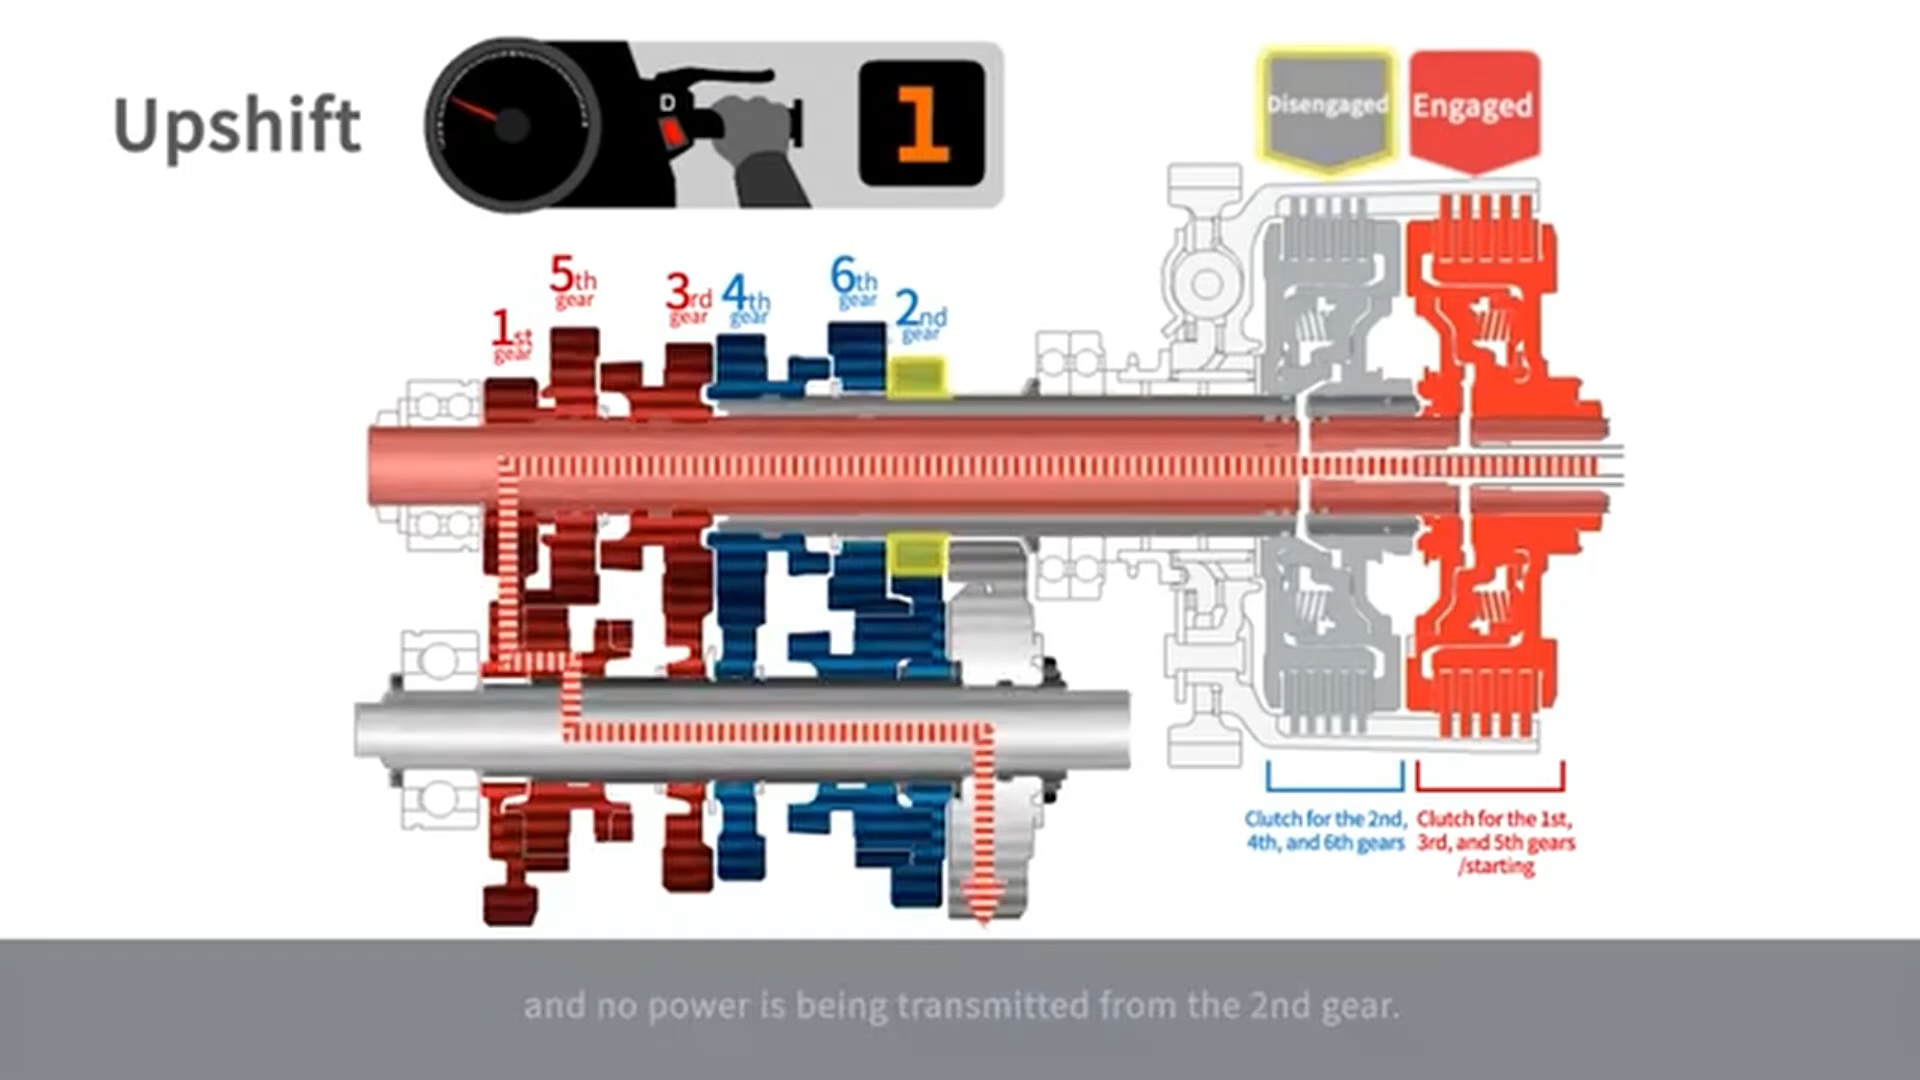 Upshift
D
1
Disengaged
Engaged
1st
gear
5th
gear
3rd
gear
4th
gear
6th
gear
2nd
gear
Clutch for the 2nd,
4th, and 6th gears
Clutch for the 1st,
3rd, and 5th gears
/starting
and no power is being transmitted from the 2nd gear.